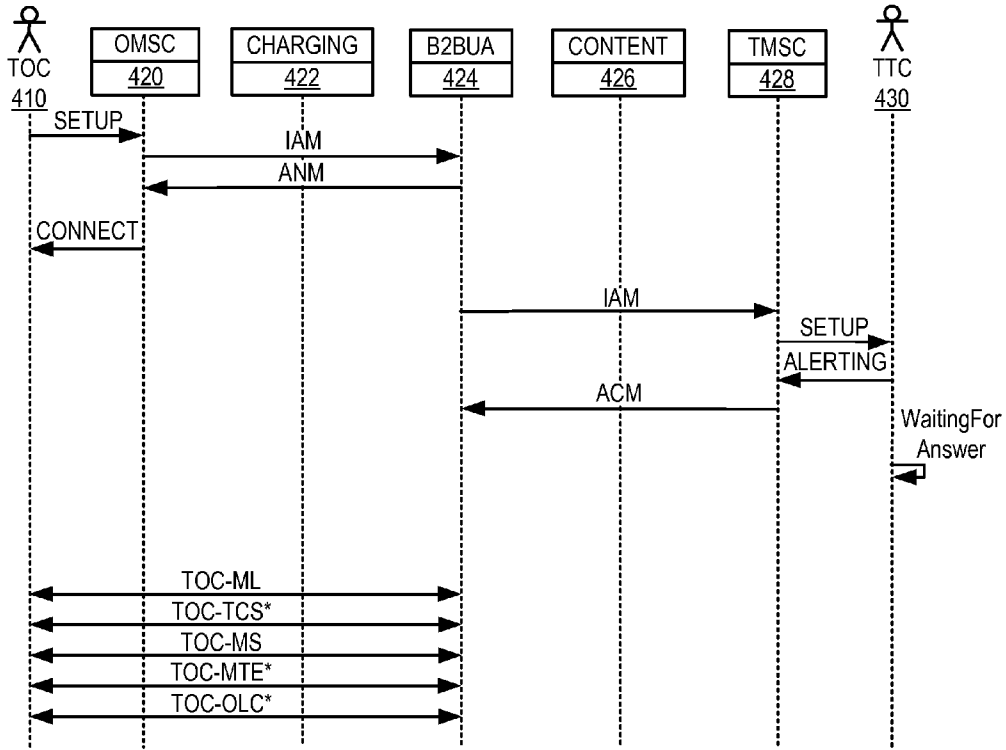 OMSC
420
CHARGING
422
B2BUA
424
CONTENT
426
TMSC
428
TOC
410
TTC
430
SETUP
IAM
ANM
CONNECT
IAM
SETUP
ALERTING
ACM
WaitingFor
Answer
TOC-ML
TOC-TCS*
TOC-MS
TOC-MTE*
TOC-OLC*